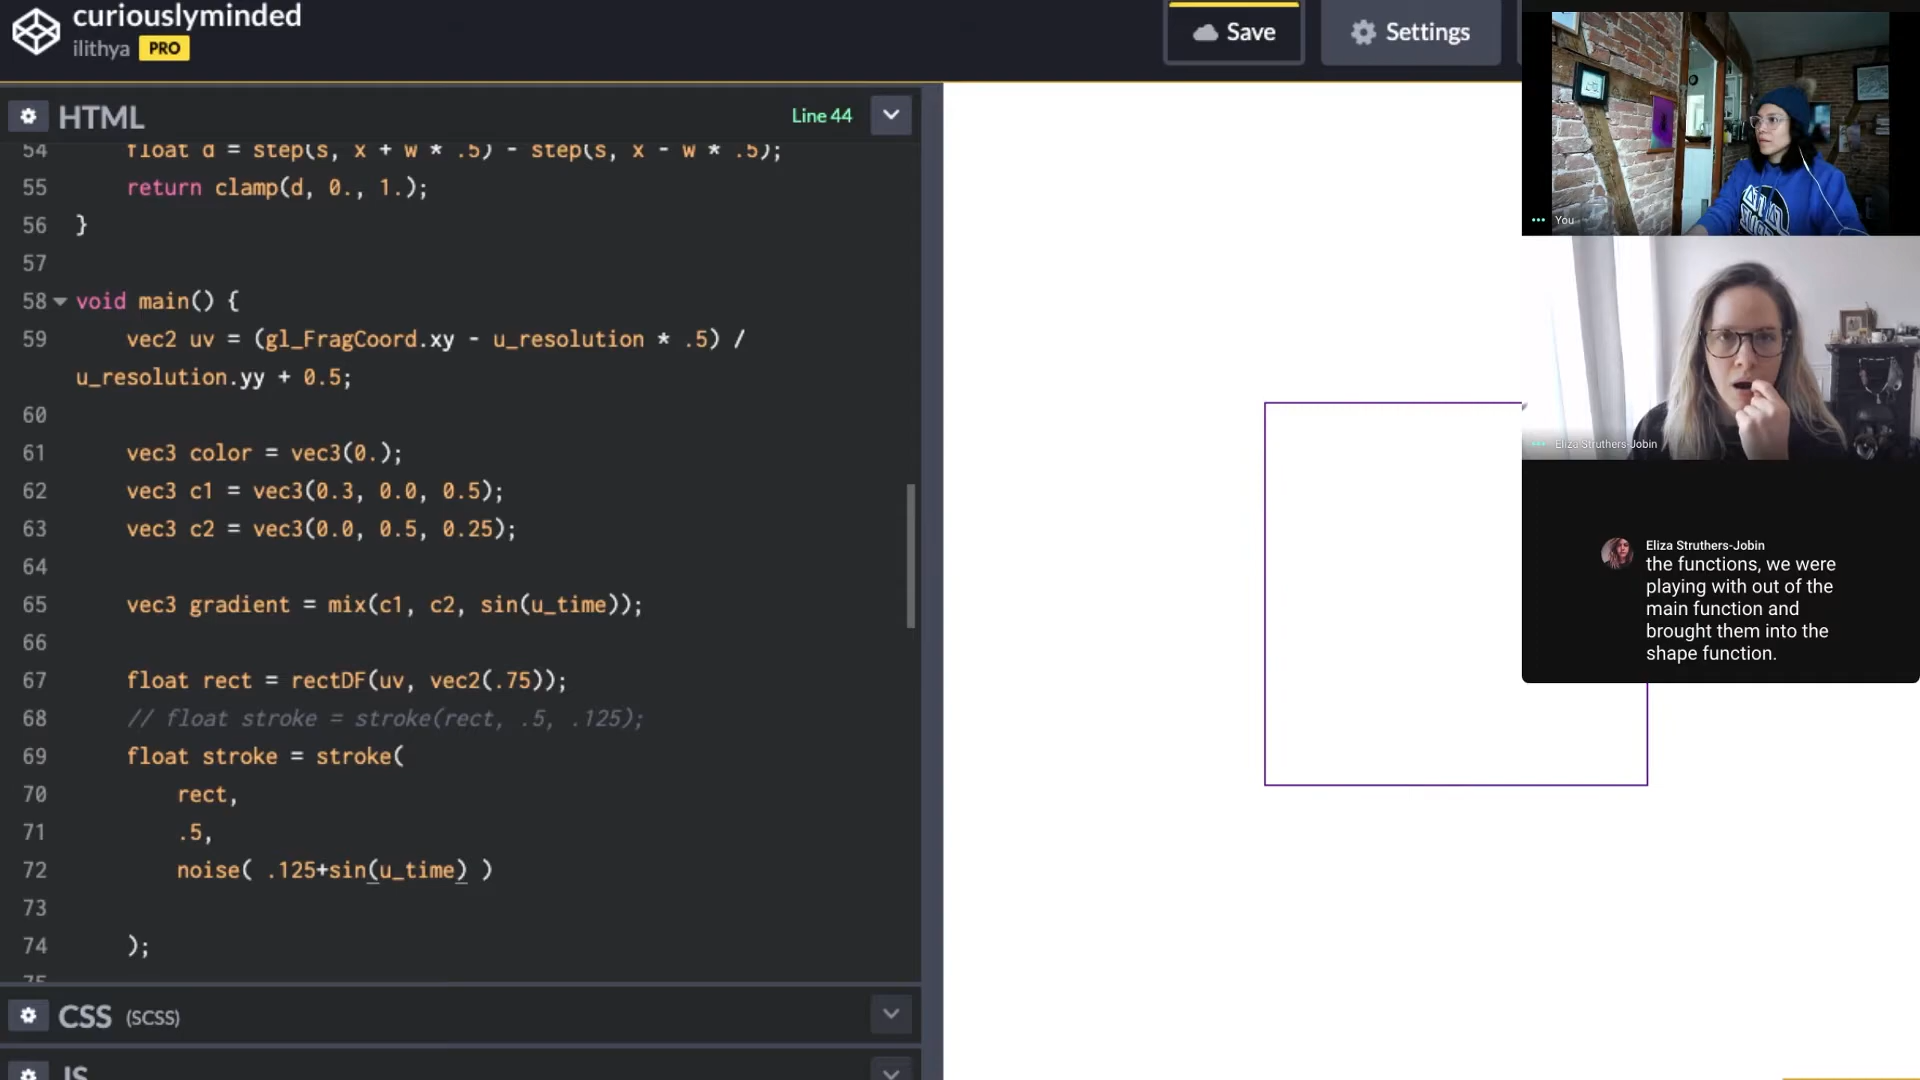 curiouslyminded
ilithya PRO
Save
Settings
HTML
Line 44
54 float d = step(s, x + w * .5) - step(s, x - w * .5);
55 return clamp(d, 0., 1.);
56 }
57
58 void main() {
59 vec2 uv = (gl_FragCoord.xy - u_resolution * .5) /
u_resolution.yy + 0.5;
60
61 vec3 color = vec3(0.);
62 vec3 c1 = vec3(0.3, 0.0, 0.5);
63 vec3 c2 = vec3(0.0, 0.5, 0.25);
64
65 vec3 gradient = mix(c1, c2, sin(u_time));
66
67 float rect = rectDF(uv, vec2(.75));
68 // float stroke = stroke(rect, .5, .125);
69 float stroke = stroke(
70 rect,
71 .5,
72 noise( .125+sin(u_time) )
73
74 );
75
CSS (SCSS)
JS
You
Eliza Struthers-Jobin
Eliza Struthers-Jobin
the functions, we were
playing with out of the
main function and
brought them into the
shape function.